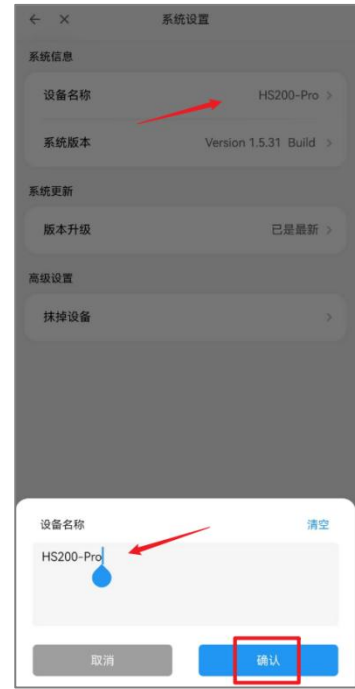 系统设置
系统信息
设备名称 HS200-Pro
系统版本 Version 1.5.31 Build
系统更新
版本升级 已是最新
高级设置
抹掉设备
设备名称 清空
HS200-Pro
取消 确认